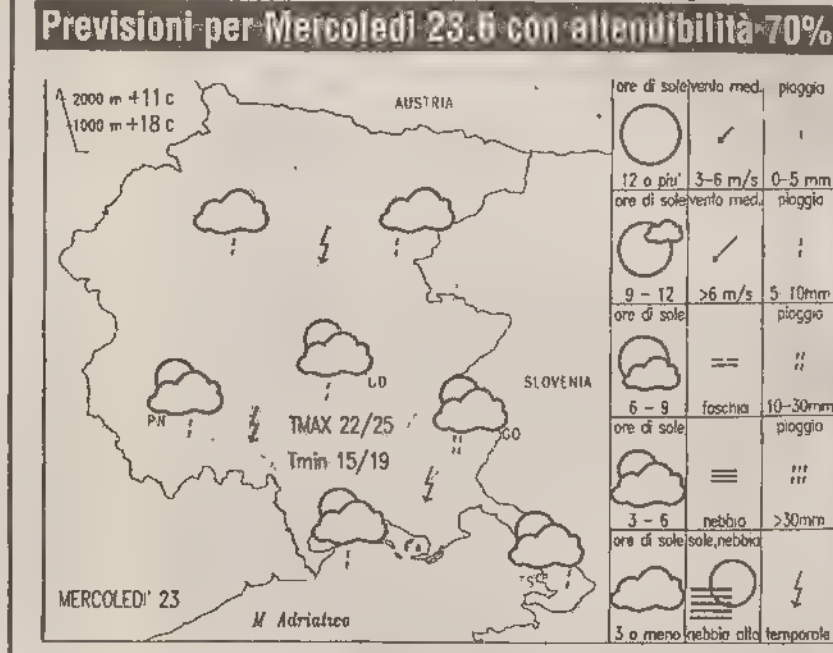 Previsioni per Mercoledì 23.6 con attendibilità 70%
2000 m +11 c
1000 m +18 c
AUSTRIA
SLOVENIA
UD
PN
GO
TMAX 22/25
Tmin 15/19
TS
MERCOLEDI' 23
M Adriatico
ore di sole vento med. pioggia
12 o piu' 3-6 m/s 0-5 mm
ore di sole vento med. pioggia
9 - 12 >6 m/s 5-10mm
ore di sole pioggia
6 - 9 foschia 10-30mm
ore di sole pioggia
3 - 6 nebbia >30mm
ore di sole sole,nebbia
3 o meno nebbia alta temporale